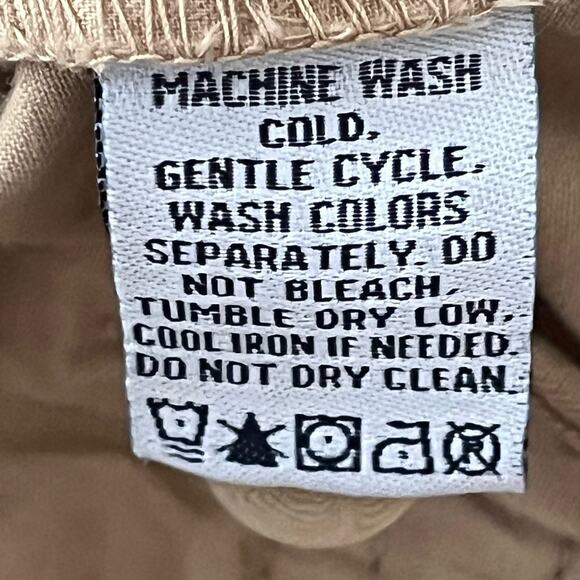 MACHINE WASH
COLD.
GENTLE CYCLE.
WASH COLORS
SEPARATELY. DO
NOT BLEACH.
TUMBLE DRY LOW.
COOL IRON IF NEEDED.
DO NOT DRY CLEAN.